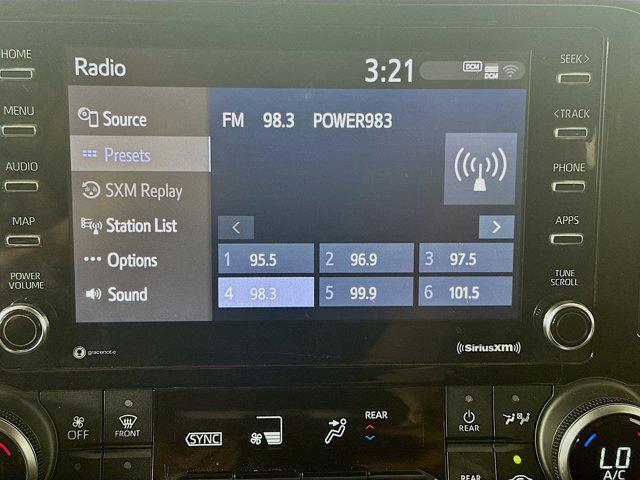 Radio 3:21 DCM DCM
HOME
MENU
AUDIO
MAP
POWER
VOLUME
Source
Presets
SXM Replay
Station List
Options
Sound
FM 98.3 POWER983
1 95.5 2 96.9 3 97.5
4 98.3 5 99.9 6 101.5
SEEK >
< TRACK
PHONE
APPS
TUNE
SCROLL
gracenote
SiriusXM
OFF
FRONT
SYNC
REAR
REAR
REAR
LO
A/C